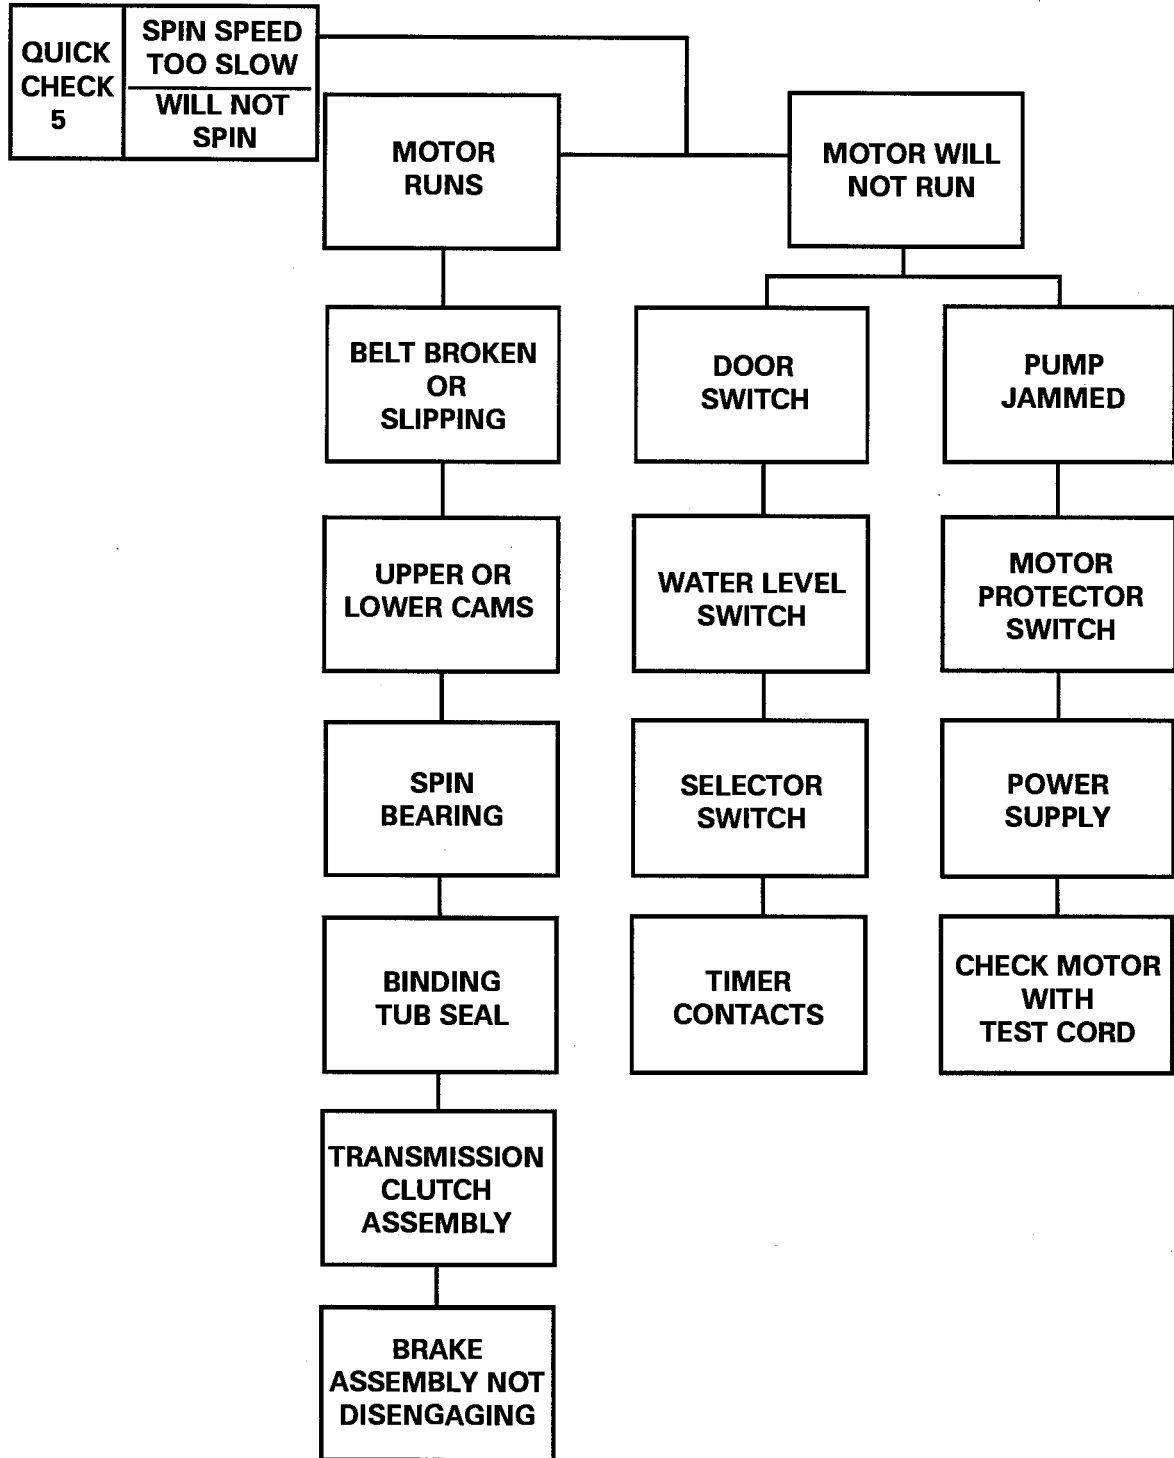 QUICK
CHECK
5
SPIN SPEED
TOO SLOW
WILL NOT
SPIN
MOTOR
RUNS
MOTOR WILL
NOT RUN
BELT BROKEN
OR
SLIPPING
UPPER OR
LOWER CAMS
SPIN
BEARING
BINDING
TUB SEAL
TRANSMISSION
CLUTCH
ASSEMBLY
BRAKE
ASSEMBLY NOT
DISENGAGING
DOOR
SWITCH
WATER LEVEL
SWITCH
SELECTOR
SWITCH
TIMER
CONTACTS
PUMP
JAMMED
MOTOR
PROTECTOR
SWITCH
POWER
SUPPLY
CHECK MOTOR
WITH
TEST CORD